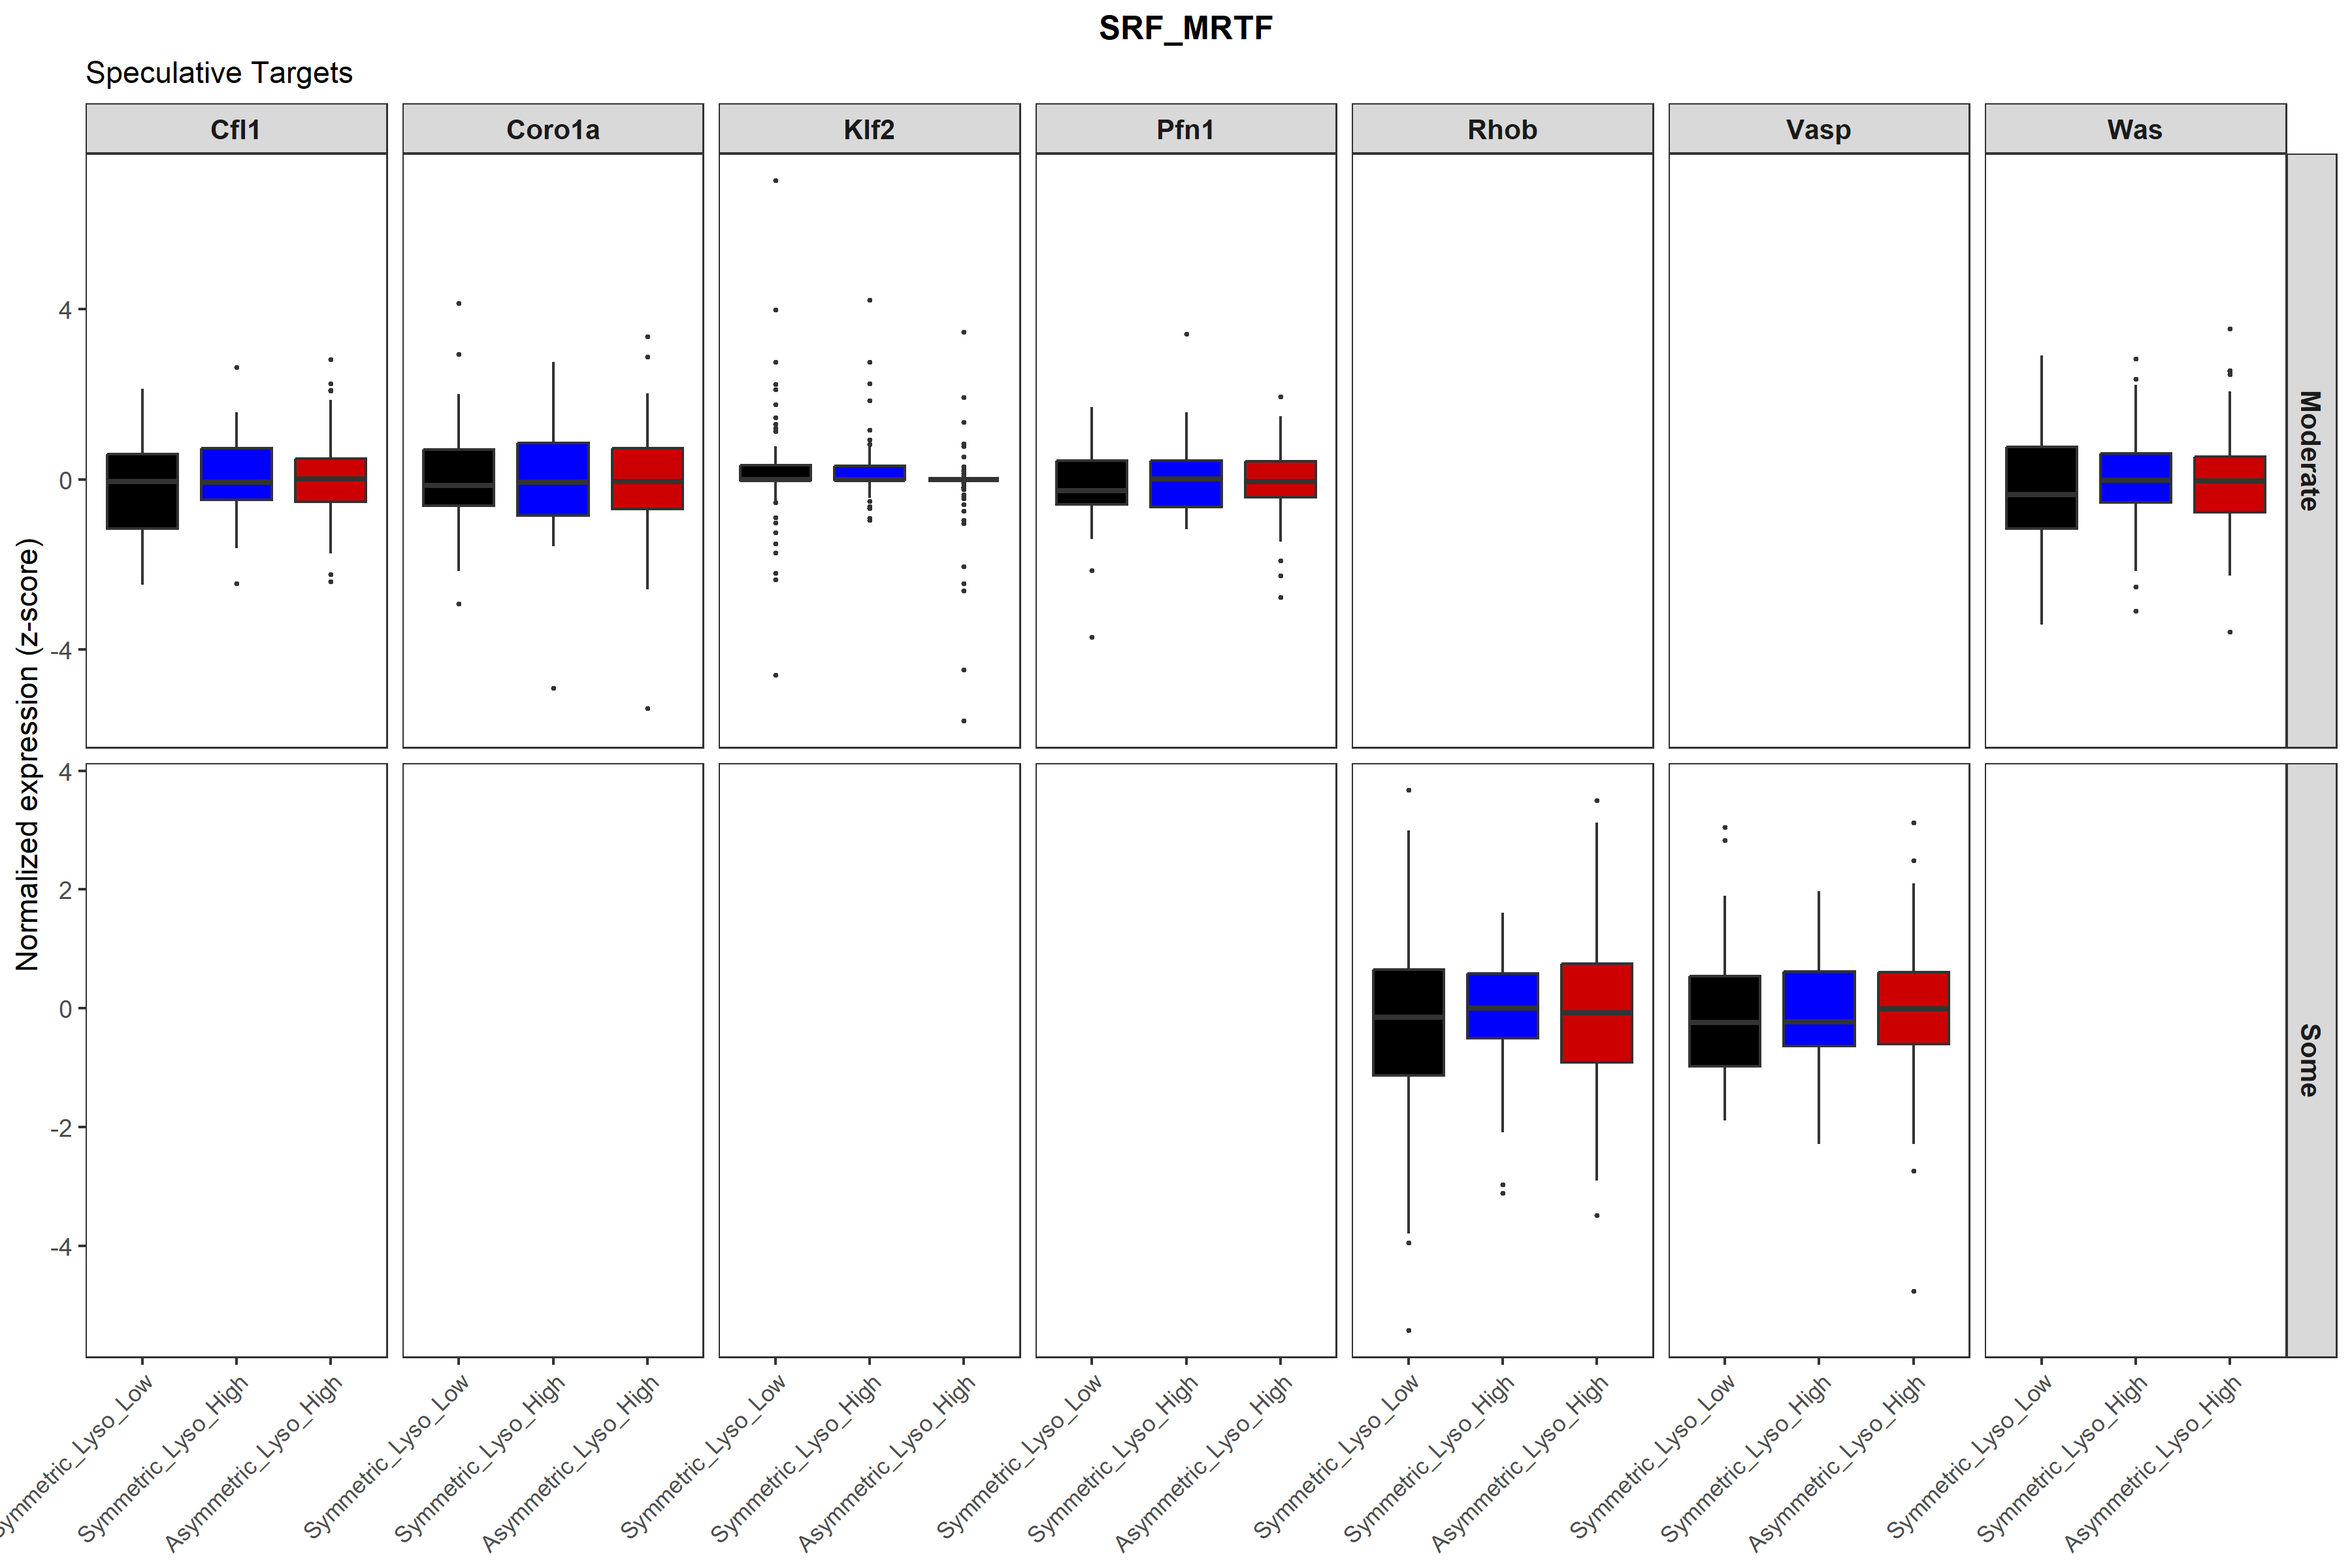 SRF_MRTF
Speculative Targets
Cfl1 Coro1a Klf2 Pfn1 Rhob Vasp Was
Normalized expression (z-score)
4
0
-4
Moderate
4
2
0
-2
-4
Some
Symmetric_Lyso_Low Symmetric_Lyso_High Asymmetric_Lyso_High Symmetric_Lyso_Low Symmetric_Lyso_High Asymmetric_Lyso_High Symmetric_Lyso_Low Symmetric_Lyso_High Asymmetric_Lyso_High Symmetric_Lyso_Low Symmetric_Lyso_High Asymmetric_Lyso_High Symmetric_Lyso_Low Symmetric_Lyso_High Asymmetric_Lyso_High Symmetric_Lyso_Low Symmetric_Lyso_High Asymmetric_Lyso_High Symmetric_Lyso_Low Symmetric_Lyso_High Asymmetric_Lyso_High